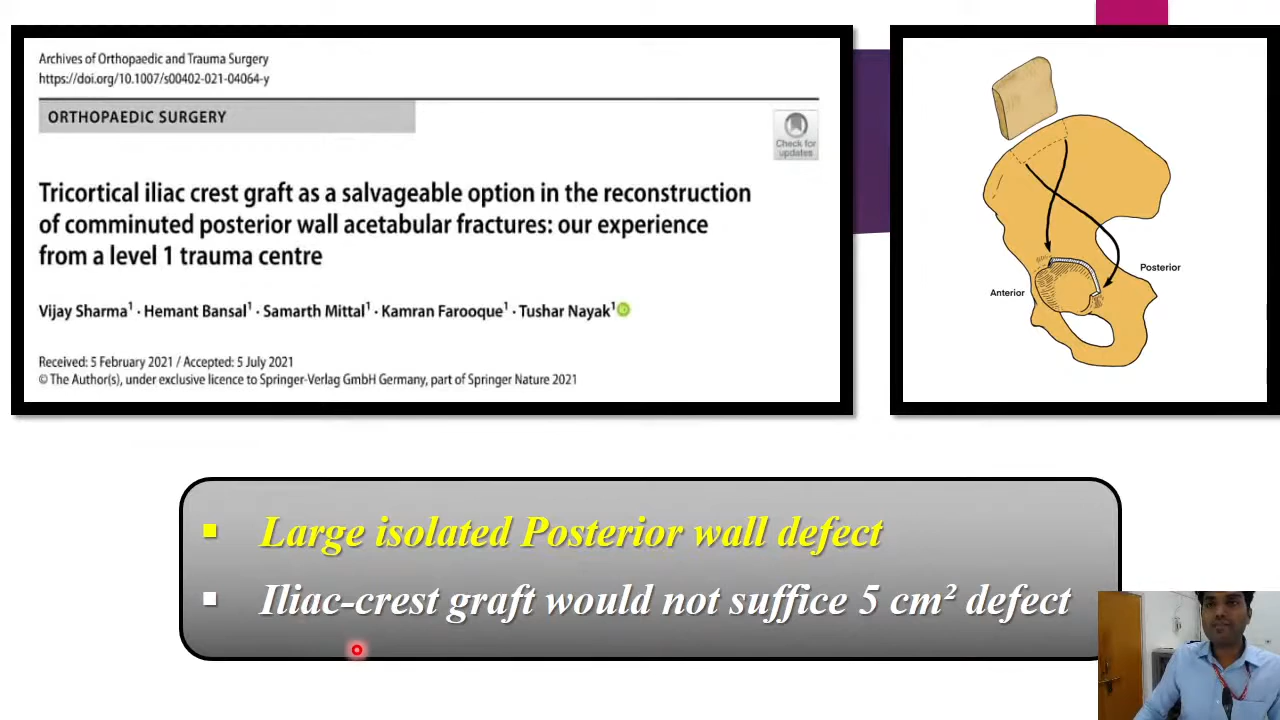 Archives of Orthopaedic and Trauma Surgery
https://doi.org/10.1007/s00402-021-04064-y
ORTHOPAEDIC SURGERY
Check for
updates
Tricortical iliac crest graft as a salvageable option in the reconstruction
of comminuted posterior wall acetabular fractures: our experience
from a level 1 trauma centre
Vijay Sharma¹ · Hemant Bansal¹ · Samarth Mittal¹ · Kamran Farooque¹ · Tushar Nayak¹
Received: 5 February 2021 / Accepted: 5 July 2021
© The Author(s), under exclusive licence to Springer-Verlag GmbH Germany, part of Springer Nature 2021
Posterior
Anterior
▪ Large isolated Posterior wall defect
▪ Iliac-crest graft would not suffice 5 cm² defect